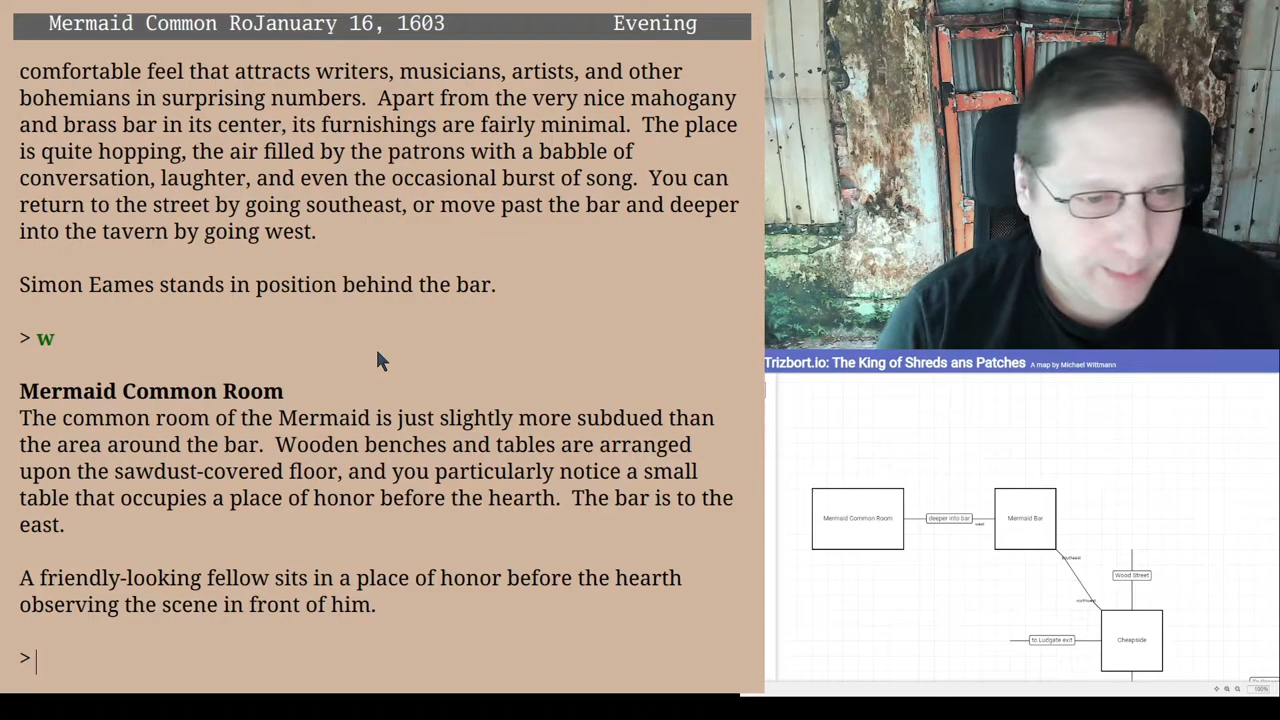 Mermaid Common RoJanuary 16, 1603 Evening
comfortable feel that attracts writers, musicians, artists, and other
bohemians in surprising numbers. Apart from the very nice mahogany
and brass bar in its center, its furnishings are fairly minimal. The place
is quite hopping, the air filled by the patrons with a babble of
conversation, laughter, and even the occasional burst of song. You can
return to the street by going southeast, or move past the bar and deeper
into the tavern by going west.
Simon Eames stands in position behind the bar.
> w
Mermaid Common Room
The common room of the Mermaid is just slightly more subdued than
the area around the bar. Wooden benches and tables are arranged
upon the sawdust-covered floor, and you particularly notice a small
table that occupies a place of honor before the hearth. The bar is to the
east.
A friendly-looking fellow sits in a place of honor before the hearth
observing the scene in front of him.
>
Trizbort.io: The King of Shreds ans Patches A map by Michael Wittmann
Mermaid Common Room
deeper into bar
west
Mermaid Bar
southeast
Wood Street
northwest
to Ludgate exit
Cheapside
100%